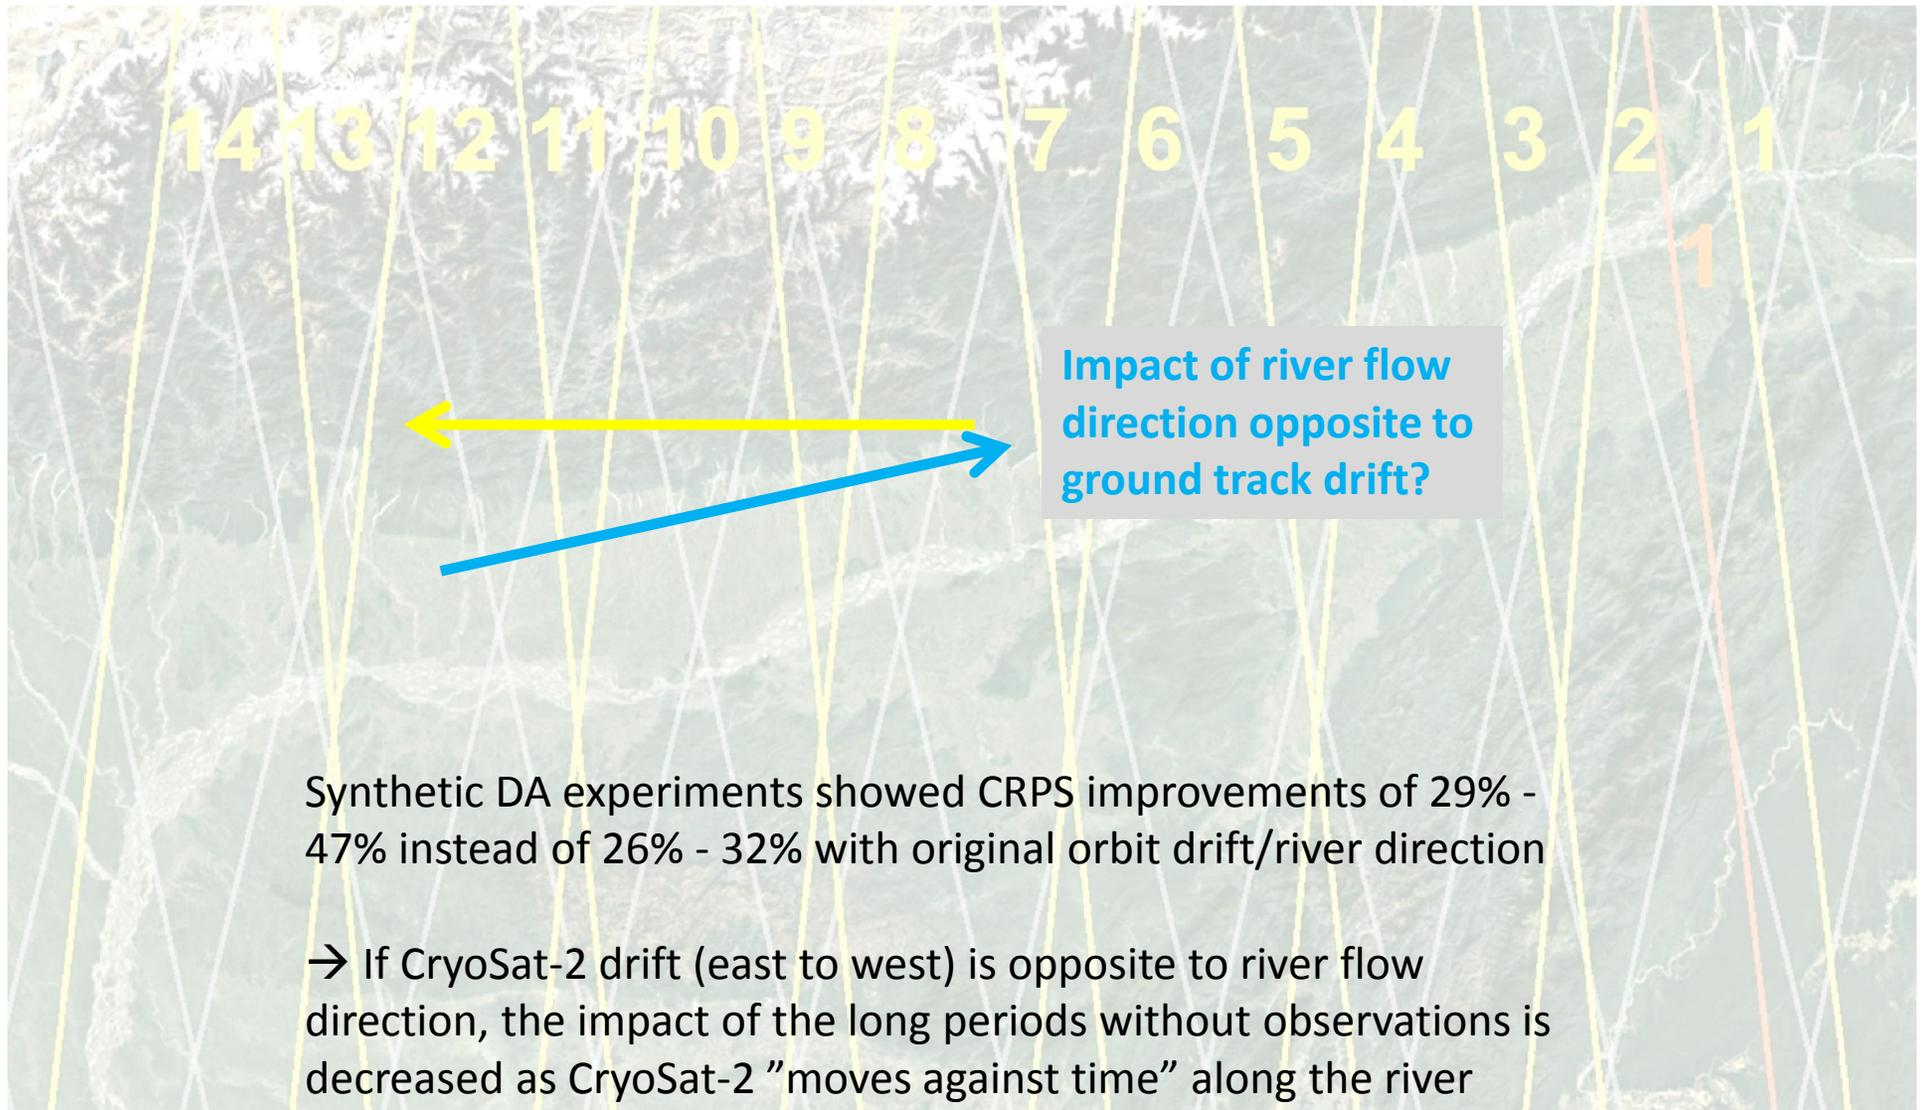 14 13 12 11 10 9 8 7 6 5 4 3 2 1
1
Impact of river flow
direction opposite to
ground track drift?
Synthetic DA experiments showed CRPS improvements of 29% -
47% instead of 26% - 32% with original orbit drift/river direction
→ If CryoSat-2 drift (east to west) is opposite to river flow
direction, the impact of the long periods without observations is
decreased as CryoSat-2 ”moves against time” along the river